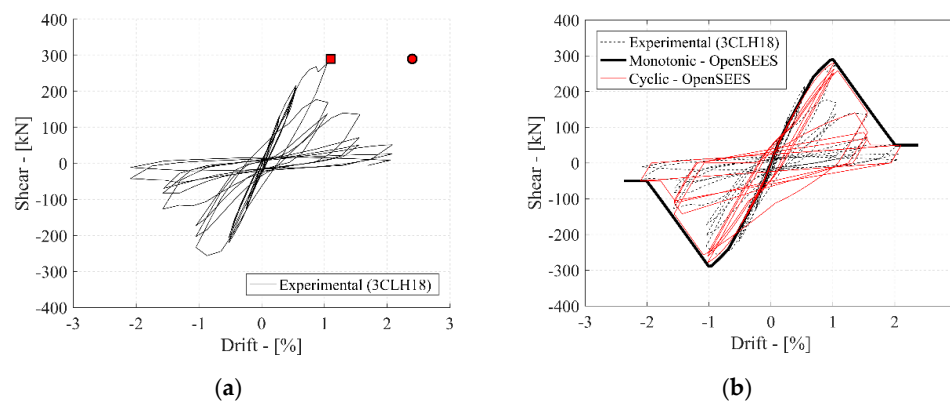 400
300
200
100
0
-100
-200
-300
-400
Shear - [kN]
-3 -2 -1 0 1 2 3
Drift - [%]
Experimental (3CLH18)
(a)
400
300
200
100
0
-100
-200
-300
-400
Shear - [kN]
-3 -2 -1 0 1 2
Drift - [%]
Experimental (3CLH18)
Monotonic - OpenSEES
Cyclic - OpenSEES
(b)